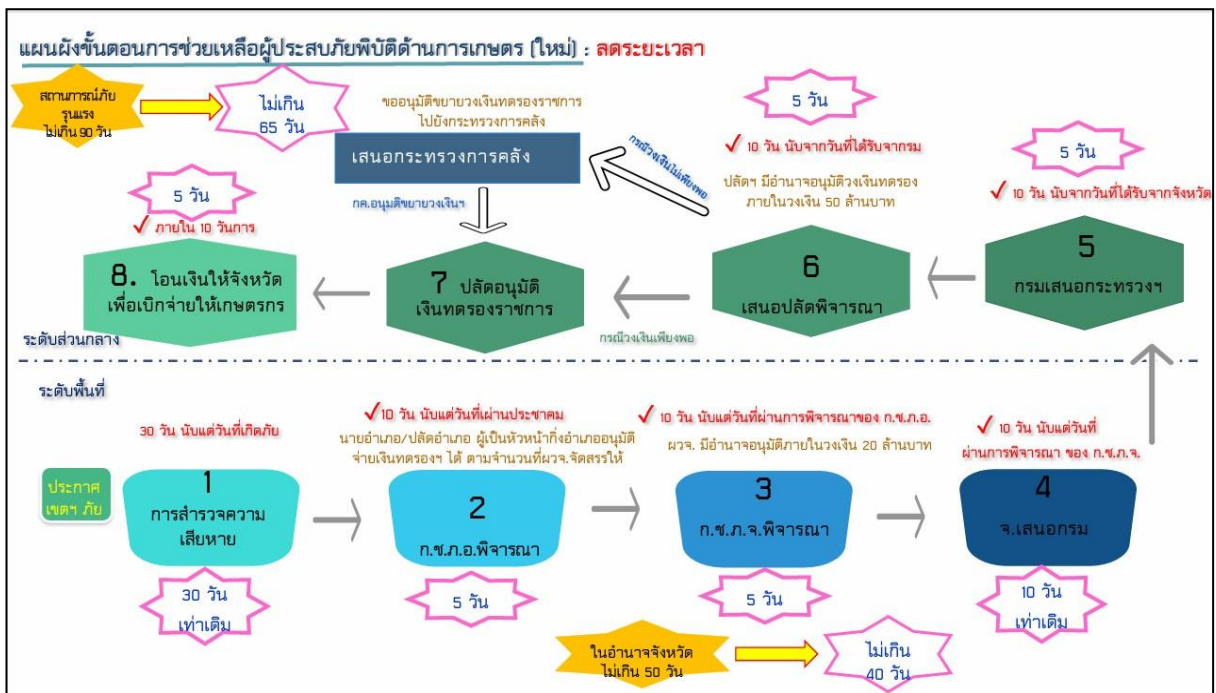 แผนผังขั้นตอนการช่วยเหลือผู้ประสบภัยพิบัติด้านการเกษตร (ใหม่) : ลดระยะเวลา
สถานการณ์ภัย
รุนแรง
ไม่เกิน 90 วัน
ไม่เกิน
65 วัน
ขออนุมัติขยายวงเงินทดรองราชการ
ไปยังกระทรวงการคลัง
เสนอกระทรวงการคลัง
กค.อนุมติขยายวงเงินฯ
กรณีวงเงินไม่เพียงพอ
5 วัน
✓ 10 วัน นับจากวันที่ได้รับจากรม
ปลัดฯ มีอำนาจอนุมัติวงเงินทดรอง
ภายในวงเงิน 50 ล้านบาท
5 วัน
✓ 10 วัน นับจากวันที่ได้รับจากจังหวัด
5 วัน
✓ ภายใน 10 วันการ
8. โอนเงินให้จังหวัด
เพื่อเบิกจ่ายให้เกษตรกร
7 ปลัดอนุมัติ
เงินทดรองราชการ
6
เสนอปลัดพิจารณา
5
กรมเสนอกระทรวงฯ
กรณีวงเงินเพียงพอ
ระดับส่วนกลาง
ระดับพื้นที่
30 วัน นับแต่วันที่เกิดภัย
✓10 วัน นับแต่วันที่ผ่านประชาคม
นายอำเภอ/ปลัดอำเภอ ผู้เป็นหัวหน้ากิ่งอำเภออนุมัติ
จ่ายเงินทดรองฯ ได้ ตามจำนวนที่ผวจ.จัดสรรให้
✓ 10 วัน นับแต่วันที่ผ่านการพิจารณาของ ก.ช.ภ.อ.
ผวจ. มีอำนาจอนุมัติภายในวงเงิน 20 ล้านบาท
✓ 10 วัน นับแต่วันที่
ผ่านการพิจารณา ของ ก.ช.ภ.จ.
ประกาศ
เขตฯ ภัย
1
การสำรวจความ
เสียหาย
2
ก.ช.ภ.อ.พิจารณา
3
ก.ช.ภ.จ.พิจารณา
4
จ.เสนอกรม
30 วัน
เท่าเดิม
5 วัน
5 วัน
10 วัน
เท่าเดิม
ในอำนาจจังหวัด
ไม่เกิน 50 วัน
ไม่เกิน
40 วัน